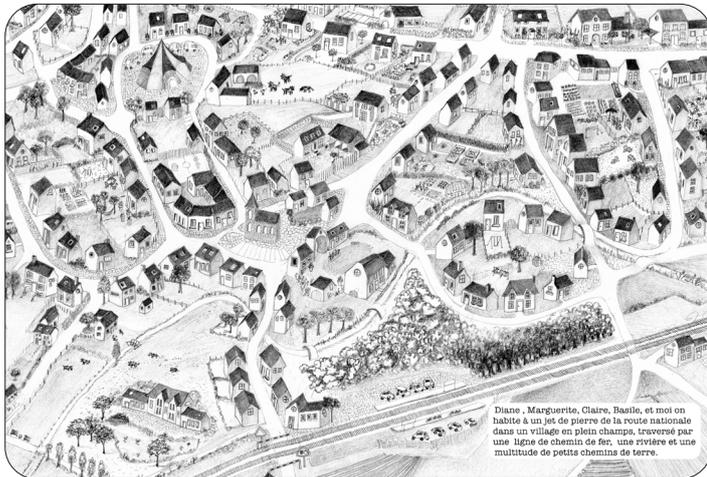 Diane , Marguerite, Claire, Basile, et moi on
habite à un jet de pierre de la route nationale
dans un village en plein champs, traversé par
une ligne de chemin de fer, une rivière et une
multitude de petits chemins de terre.